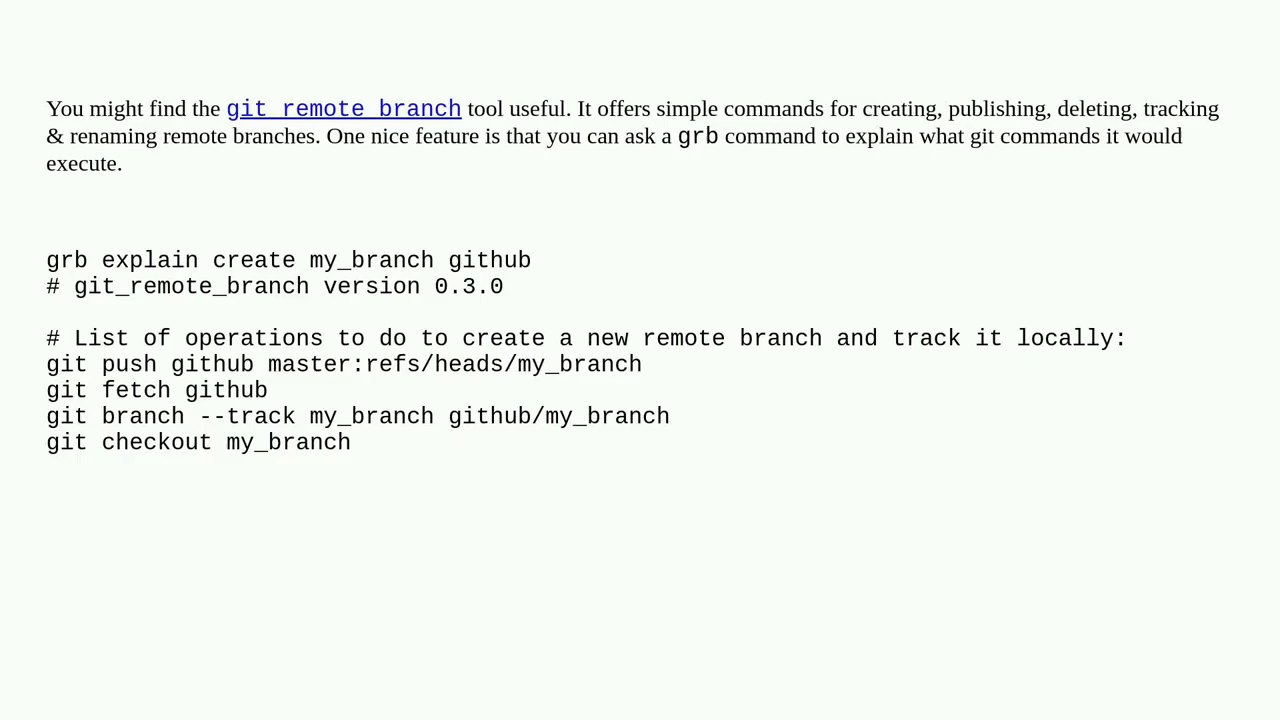 You might find the git_remote_branch tool useful. It offers simple commands for creating, publishing, deleting, tracking
& renaming remote branches. One nice feature is that you can ask a grb command to explain what git commands it would
execute.
grb explain create my_branch github
# git_remote_branch version 0.3.0
# List of operations to do to create a new remote branch and track it locally:
git push github master:refs/heads/my_branch
git fetch github
git branch --track my_branch github/my_branch
git checkout my_branch